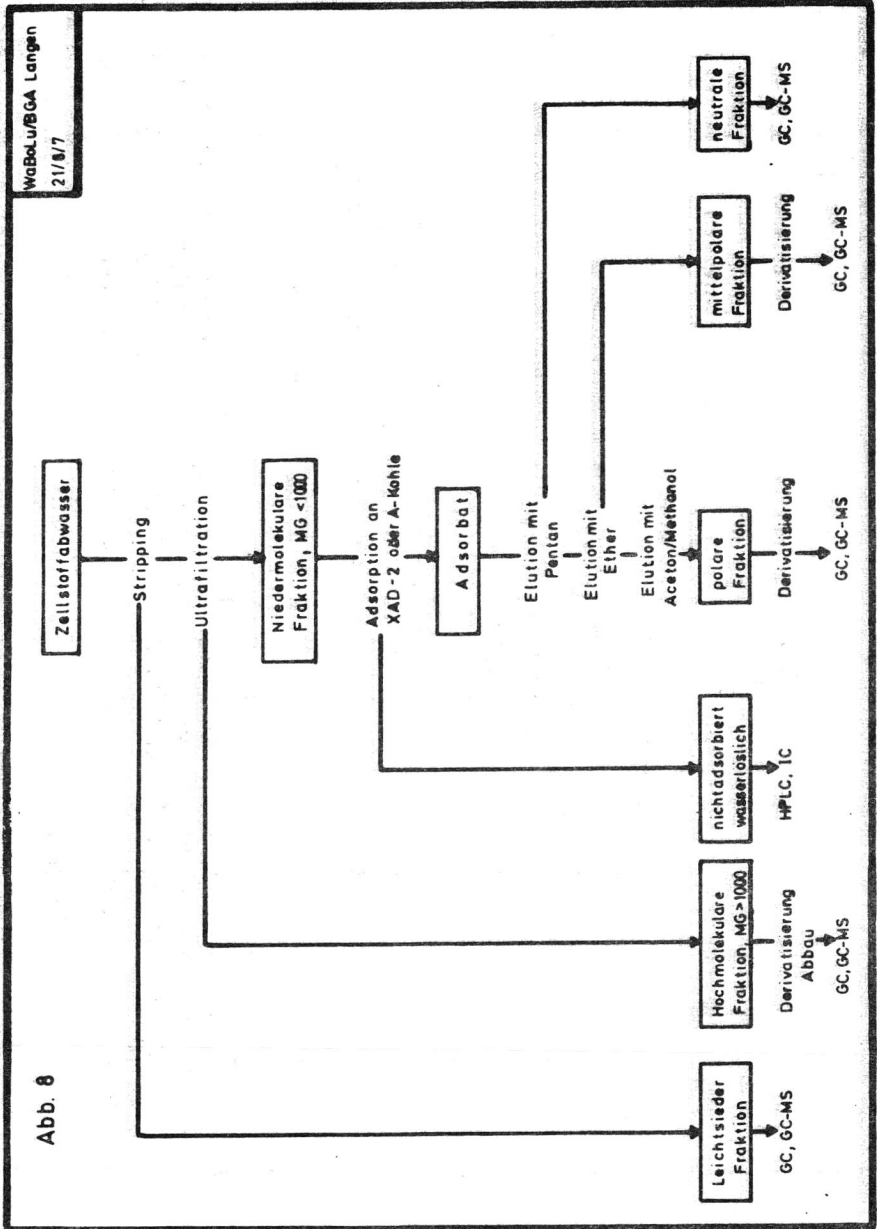 Abb. 8
WaBoLu/BGA Langen
21/8/7
Zellstoffabwasser
Stripping
Ultrafiltration
Niedermolekulare
Fraktion, MG <1000
Adsorption an
XAD-2 oder A-Kohle
Adsorbat
Elution mit
Pentan
Elution mit
Ether
Elution mit
Aceton/Methanol
Leichtsieder
Fraktion
GC, GC-MS
Hochmolekulare
Fraktion, MG>1000
Derivatisierung
Abbau
GC, GC-MS
nichtadsorbiert
wasserlöslich
HPLC, IC
polare
Fraktion
Derivatisierung
GC, GC-MS
mittelpolare
Fraktion
Derivatisierung
GC, GC-MS
neutrale
Fraktion
GC, GC-MS